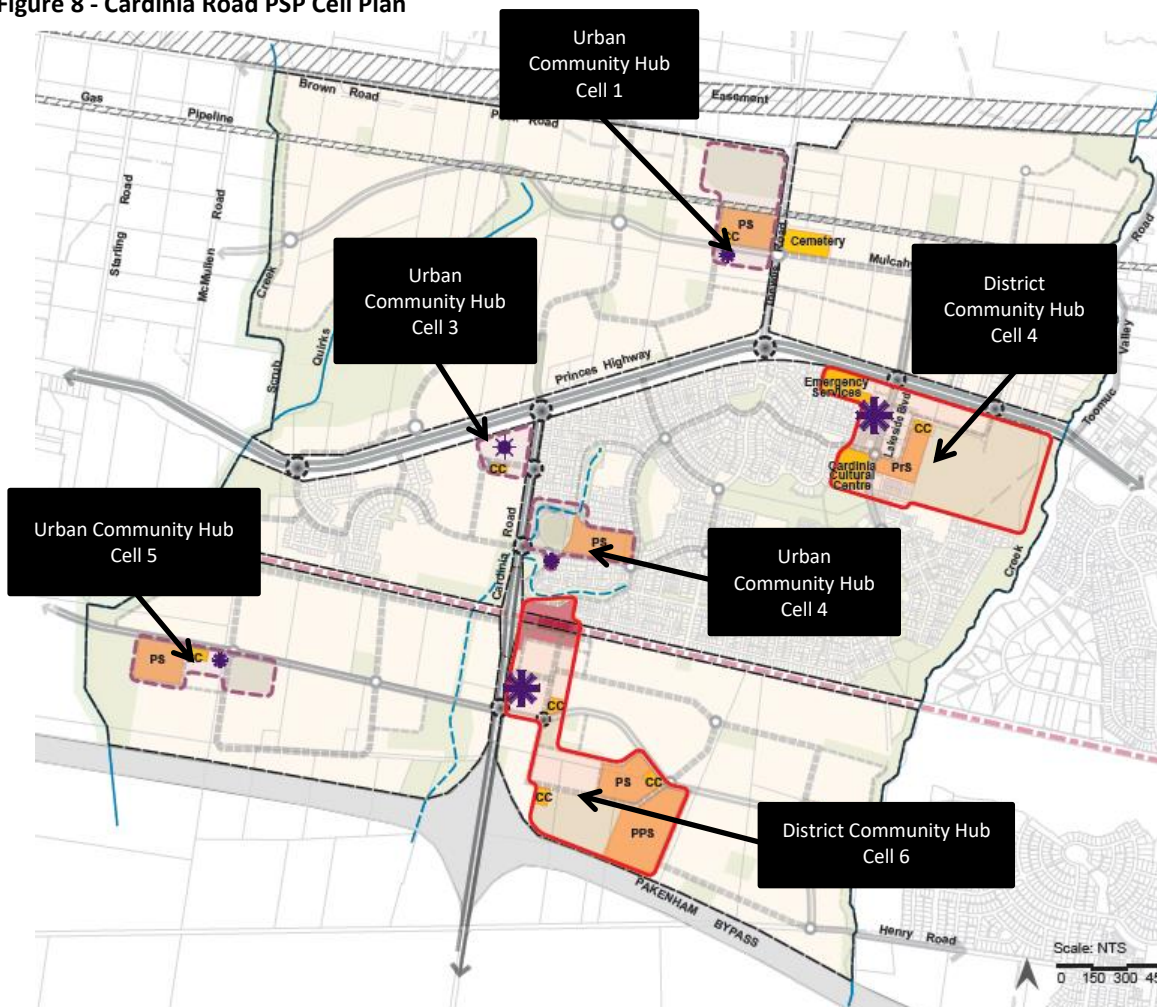 Figure 8 - Cardinia Road PSP Cell Plan
Urban
Community Hub
Cell 1
Brown Road
Easement
Gas
Pipeline
Road
Starling Road
McMullen Road
PS
CC
Cemetery
Road
Mulcahy
Road
Urban
Community Hub
Cell 3
District
Community Hub
Cell 4
Creek
Scrub
Quirks
Princes Highway
Valley
Toomuc
Emergency
Services
Lakeside Blvd
CC
PrS
Cardinia
Cultural
Centre
CC
Creek
Urban Community Hub
Cell 5
Cardinia Road
PS
Urban
Community Hub
Cell 4
PS
CC
PS
CC
CC
PPS
District Community Hub
Cell 6
PAKENHAM BYPASS
Henry Road
Scale: NTS
0 150 300